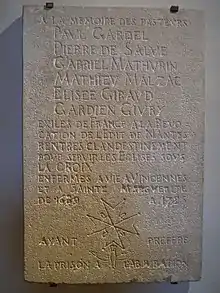 A LA MEMOIRE DES PASTEURS
PAUL GARDEL
PIERRE DE SALVE
GABRIEL MATHURIN
MATHIEU MALZAC
ELISEE GIRAUD
GARDIEN GIVRY
EXILES DE FRANCE A LA REVO
CATION DE L'EDIT DE NANTES
RENTRES CLANDESTINEMENT
POUR SERVIR LES EGLISES SOUS
LA CROIX
ENFERMES A VIE A VINCENNES
ET A SAINTE MARGUERITE
DE 1689 A 1725
AYANT PREFERE
LA PRISON A L'ABJURATION